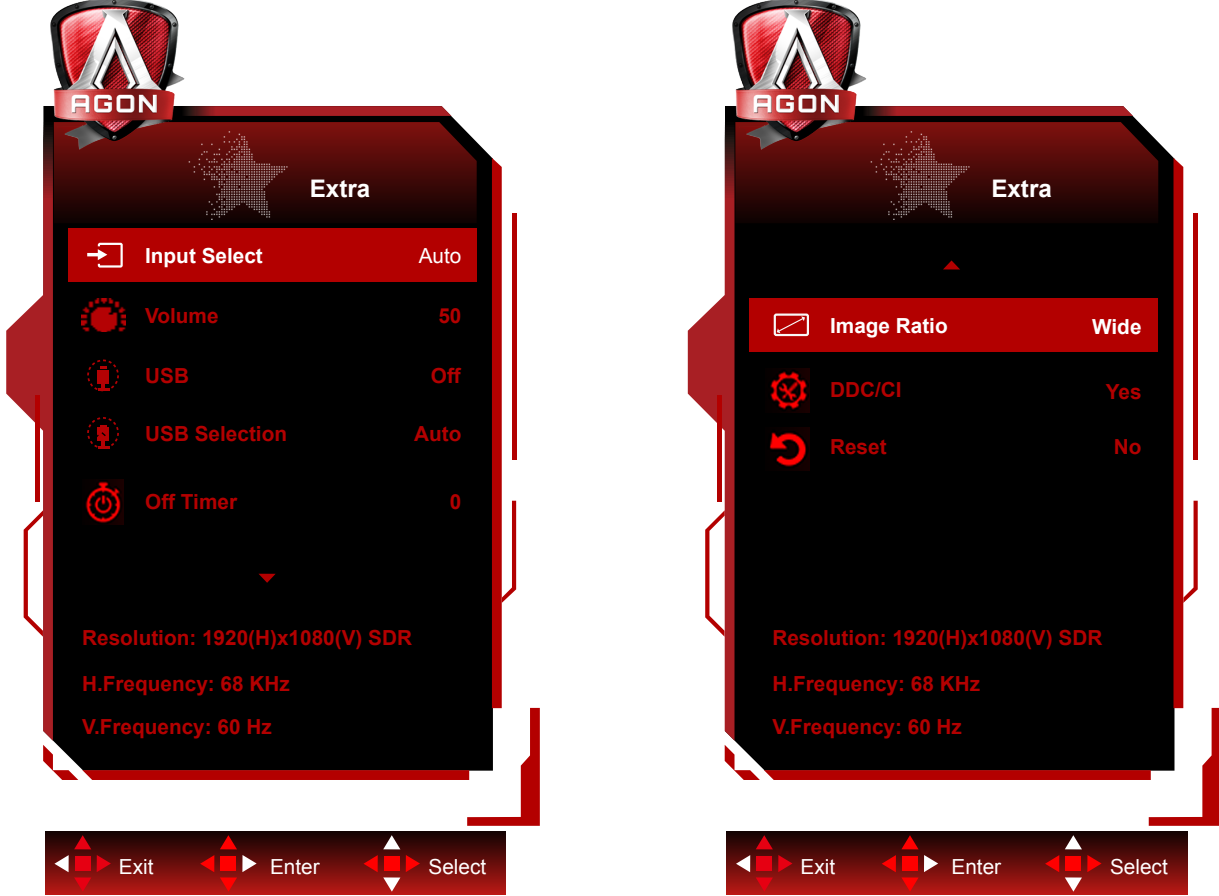 AGON
Extra
Input Select Auto
Volume 50
USB Off
USB Selection Auto
Off Timer 0
Resolution: 1920(H)x1080(V) SDR
H.Frequency: 68 KHz
V.Frequency: 60 Hz
Exit Enter Select
AGON
Extra
Image Ratio Wide
DDC/CI Yes
Reset No
Resolution: 1920(H)x1080(V) SDR
H.Frequency: 68 KHz
V.Frequency: 60 Hz
Exit Enter Select